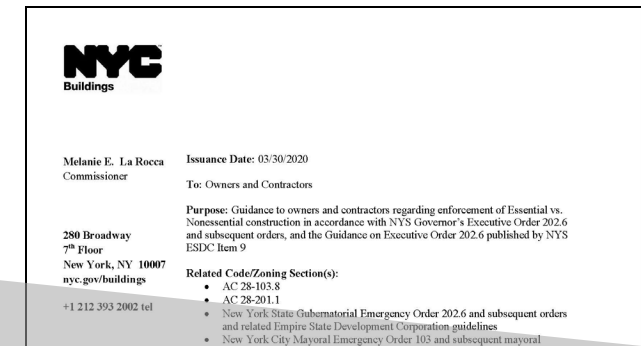 NYC
Buildings
Melanie E. La Rocca
Commissioner
280 Broadway
7th Floor
New York, NY 10007
nyc.gov/buildings
+1 212 393 2002 tel
Issuance Date: 03/30/2020
To: Owners and Contractors
Purpose: Guidance to owners and contractors regarding enforcement of Essential vs.
Nonessential construction in accordance with NYS Governor's Executive Order 202.6
and subsequent orders, and the Guidance on Executive Order 202.6 published by NYS
ESDC Item 9
Related Code/Zoning Section(s):
• AC 28-103.8
• AC 28-201.1
• New York State Gubernatorial Emergency Order 202.6 and subsequent orders
and related Empire State Development Corporation guidelines
• New York City Mayoral Emergency Order 103 and subsequent mayoral